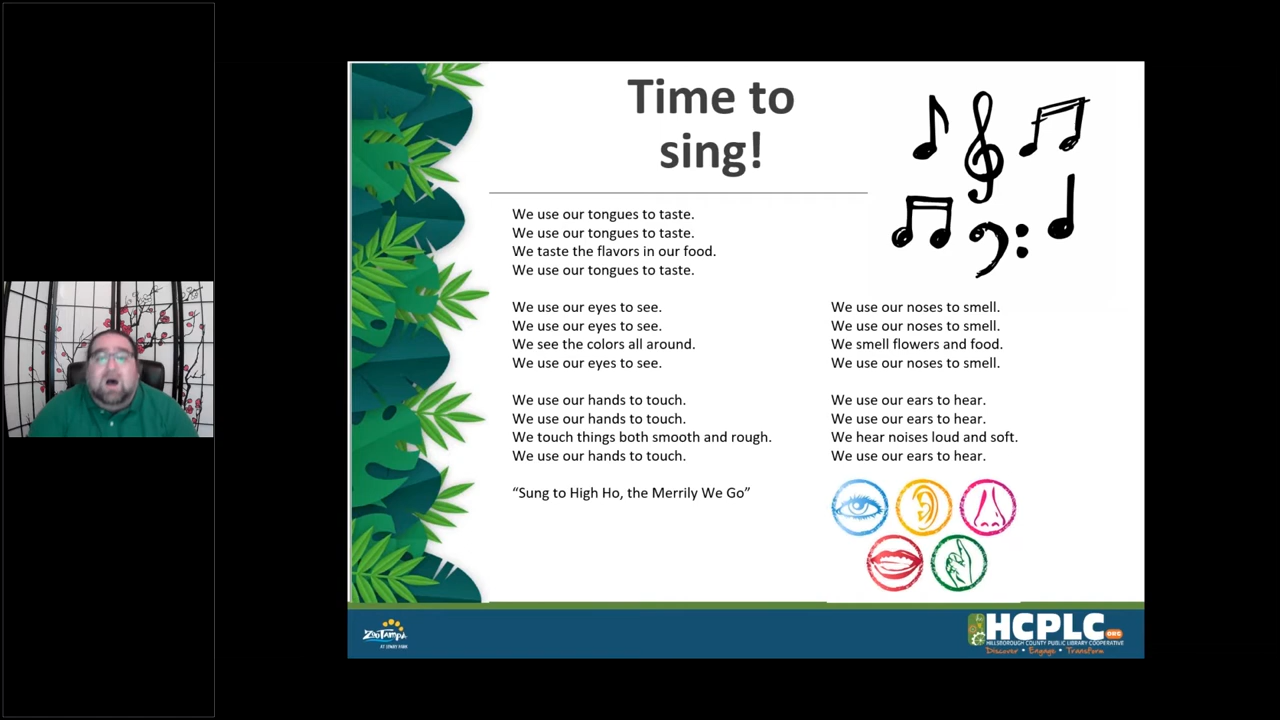 Time to
sing!
We use our tongues to taste.
We use our tongues to taste.
We taste the flavors in our food.
We use our tongues to taste.
We use our eyes to see.
We use our eyes to see.
We see the colors all around.
We use our eyes to see.
We use our hands to touch.
We use our hands to touch.
We touch things both smooth and rough.
We use our hands to touch.
“Sung to High Ho, the Merrily We Go”
We use our noses to smell.
We use our noses to smell.
We smell flowers and food.
We use our noses to smell.
We use our ears to hear.
We use our ears to hear.
We hear noises loud and soft.
We use our ears to hear.
ZooTampa
AT LOWRY PARK
HCPLC.ORG
HILLSBOROUGH COUNTY PUBLIC LIBRARY COOPERATIVE
Discover • Engage • Transform